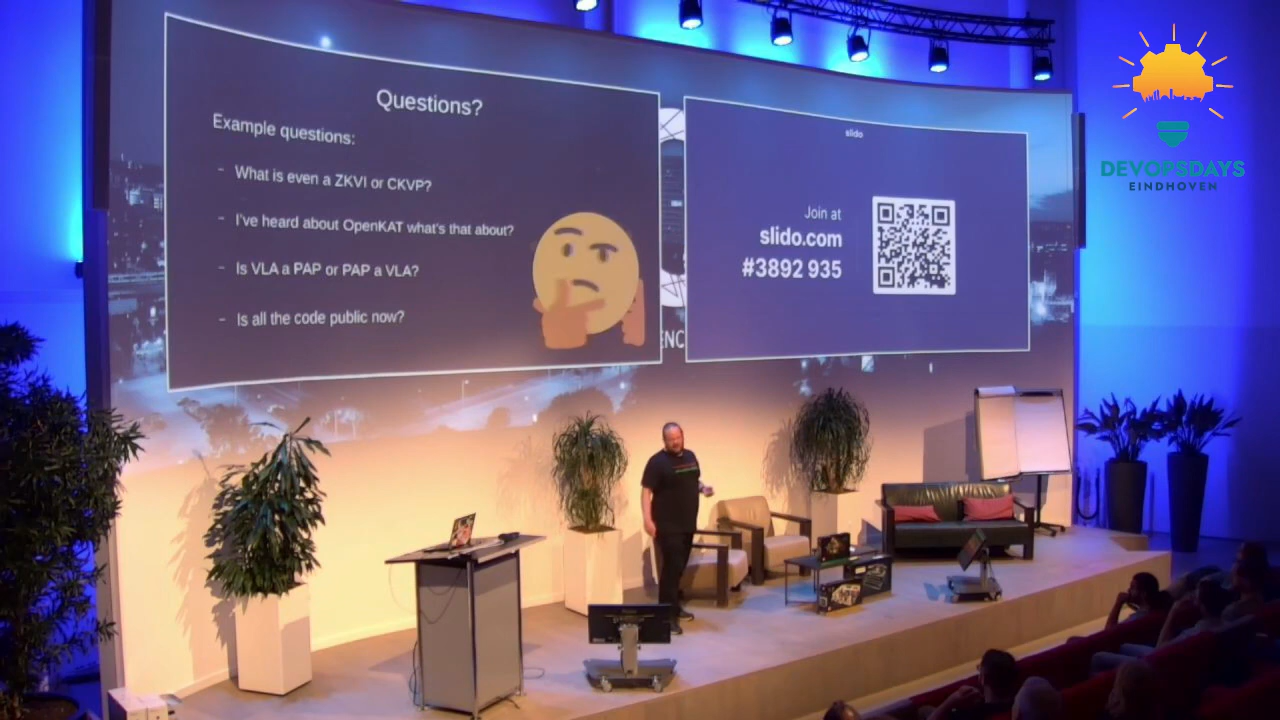 Questions?
Example questions:
- What is even a ZKVI or CKVP?
- I've heard about OpenKAT what's that about?
- Is VLA a PAP or PAP a VLA?
- Is all the code public now?
slido
Join at
slido.com
#3892 935
ENC
DEVOPSDAYS
EINDHOVEN